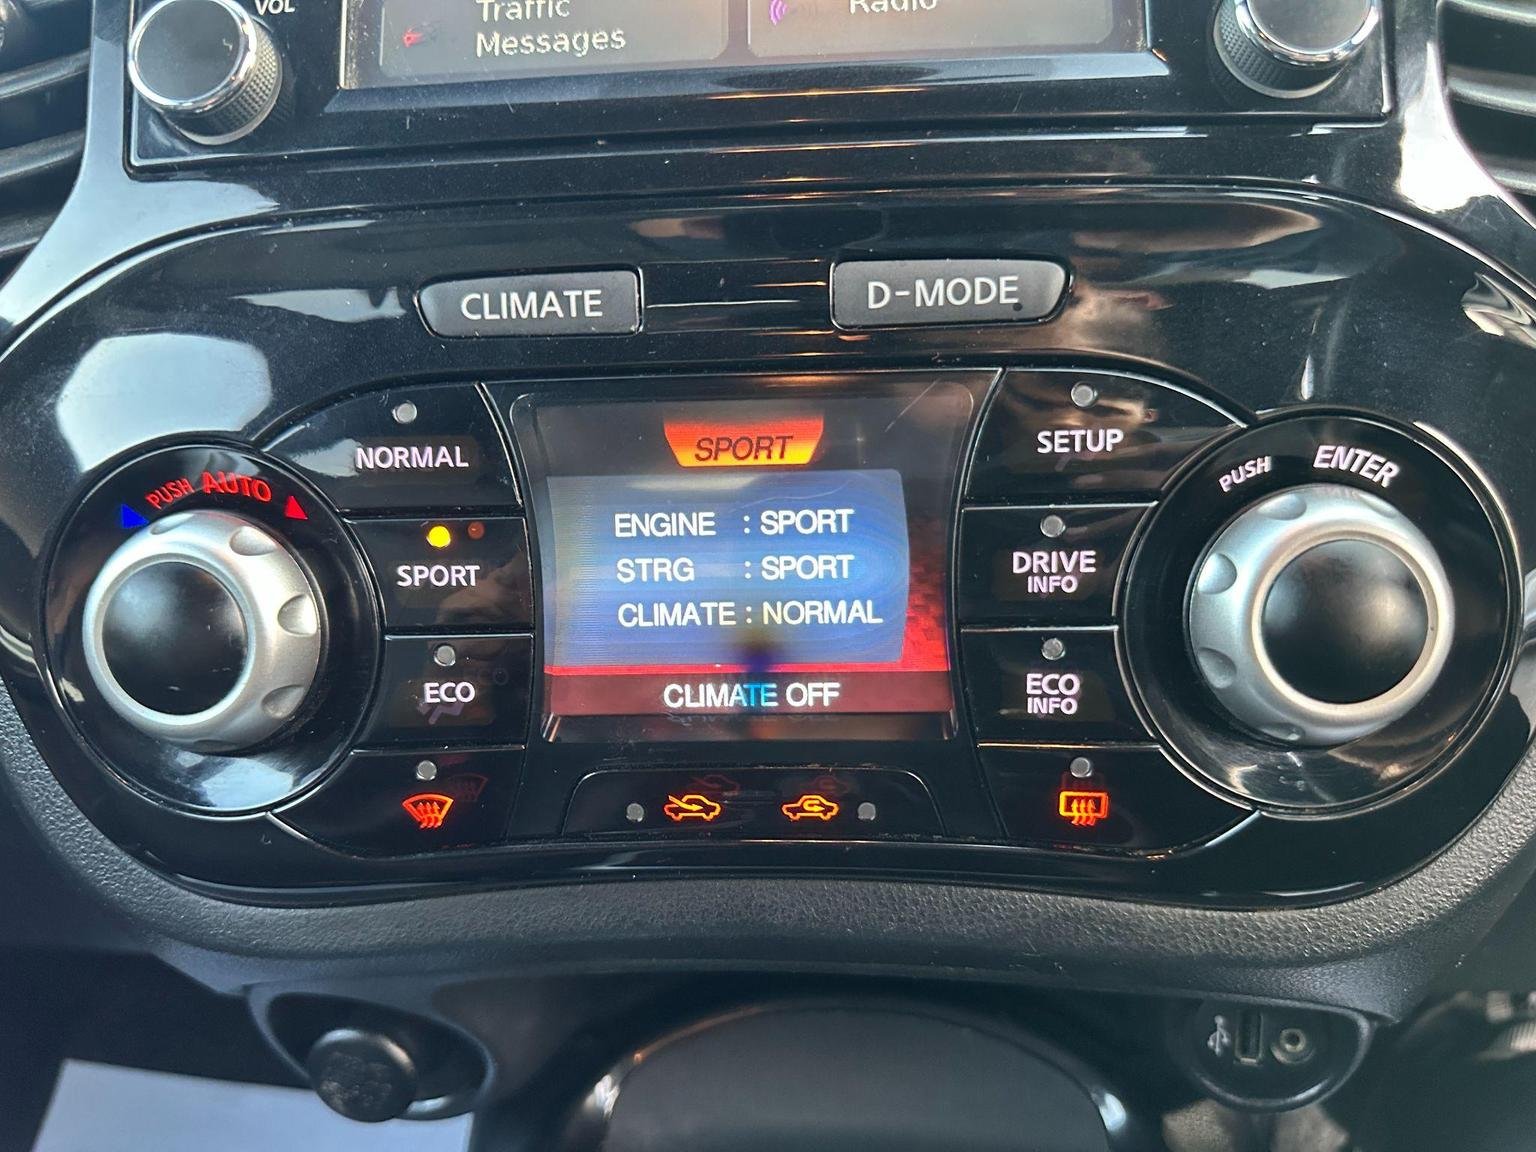 VOL
Traffic
Messages
Radio
CLIMATE
D-MODE
NORMAL
SPORT
SETUP
PUSH AUTO
PUSH ENTER
SPORT
ENGINE : SPORT
STRG : SPORT
CLIMATE : NORMAL
DRIVE
INFO
ECO
CLIMATE OFF
ECO
INFO